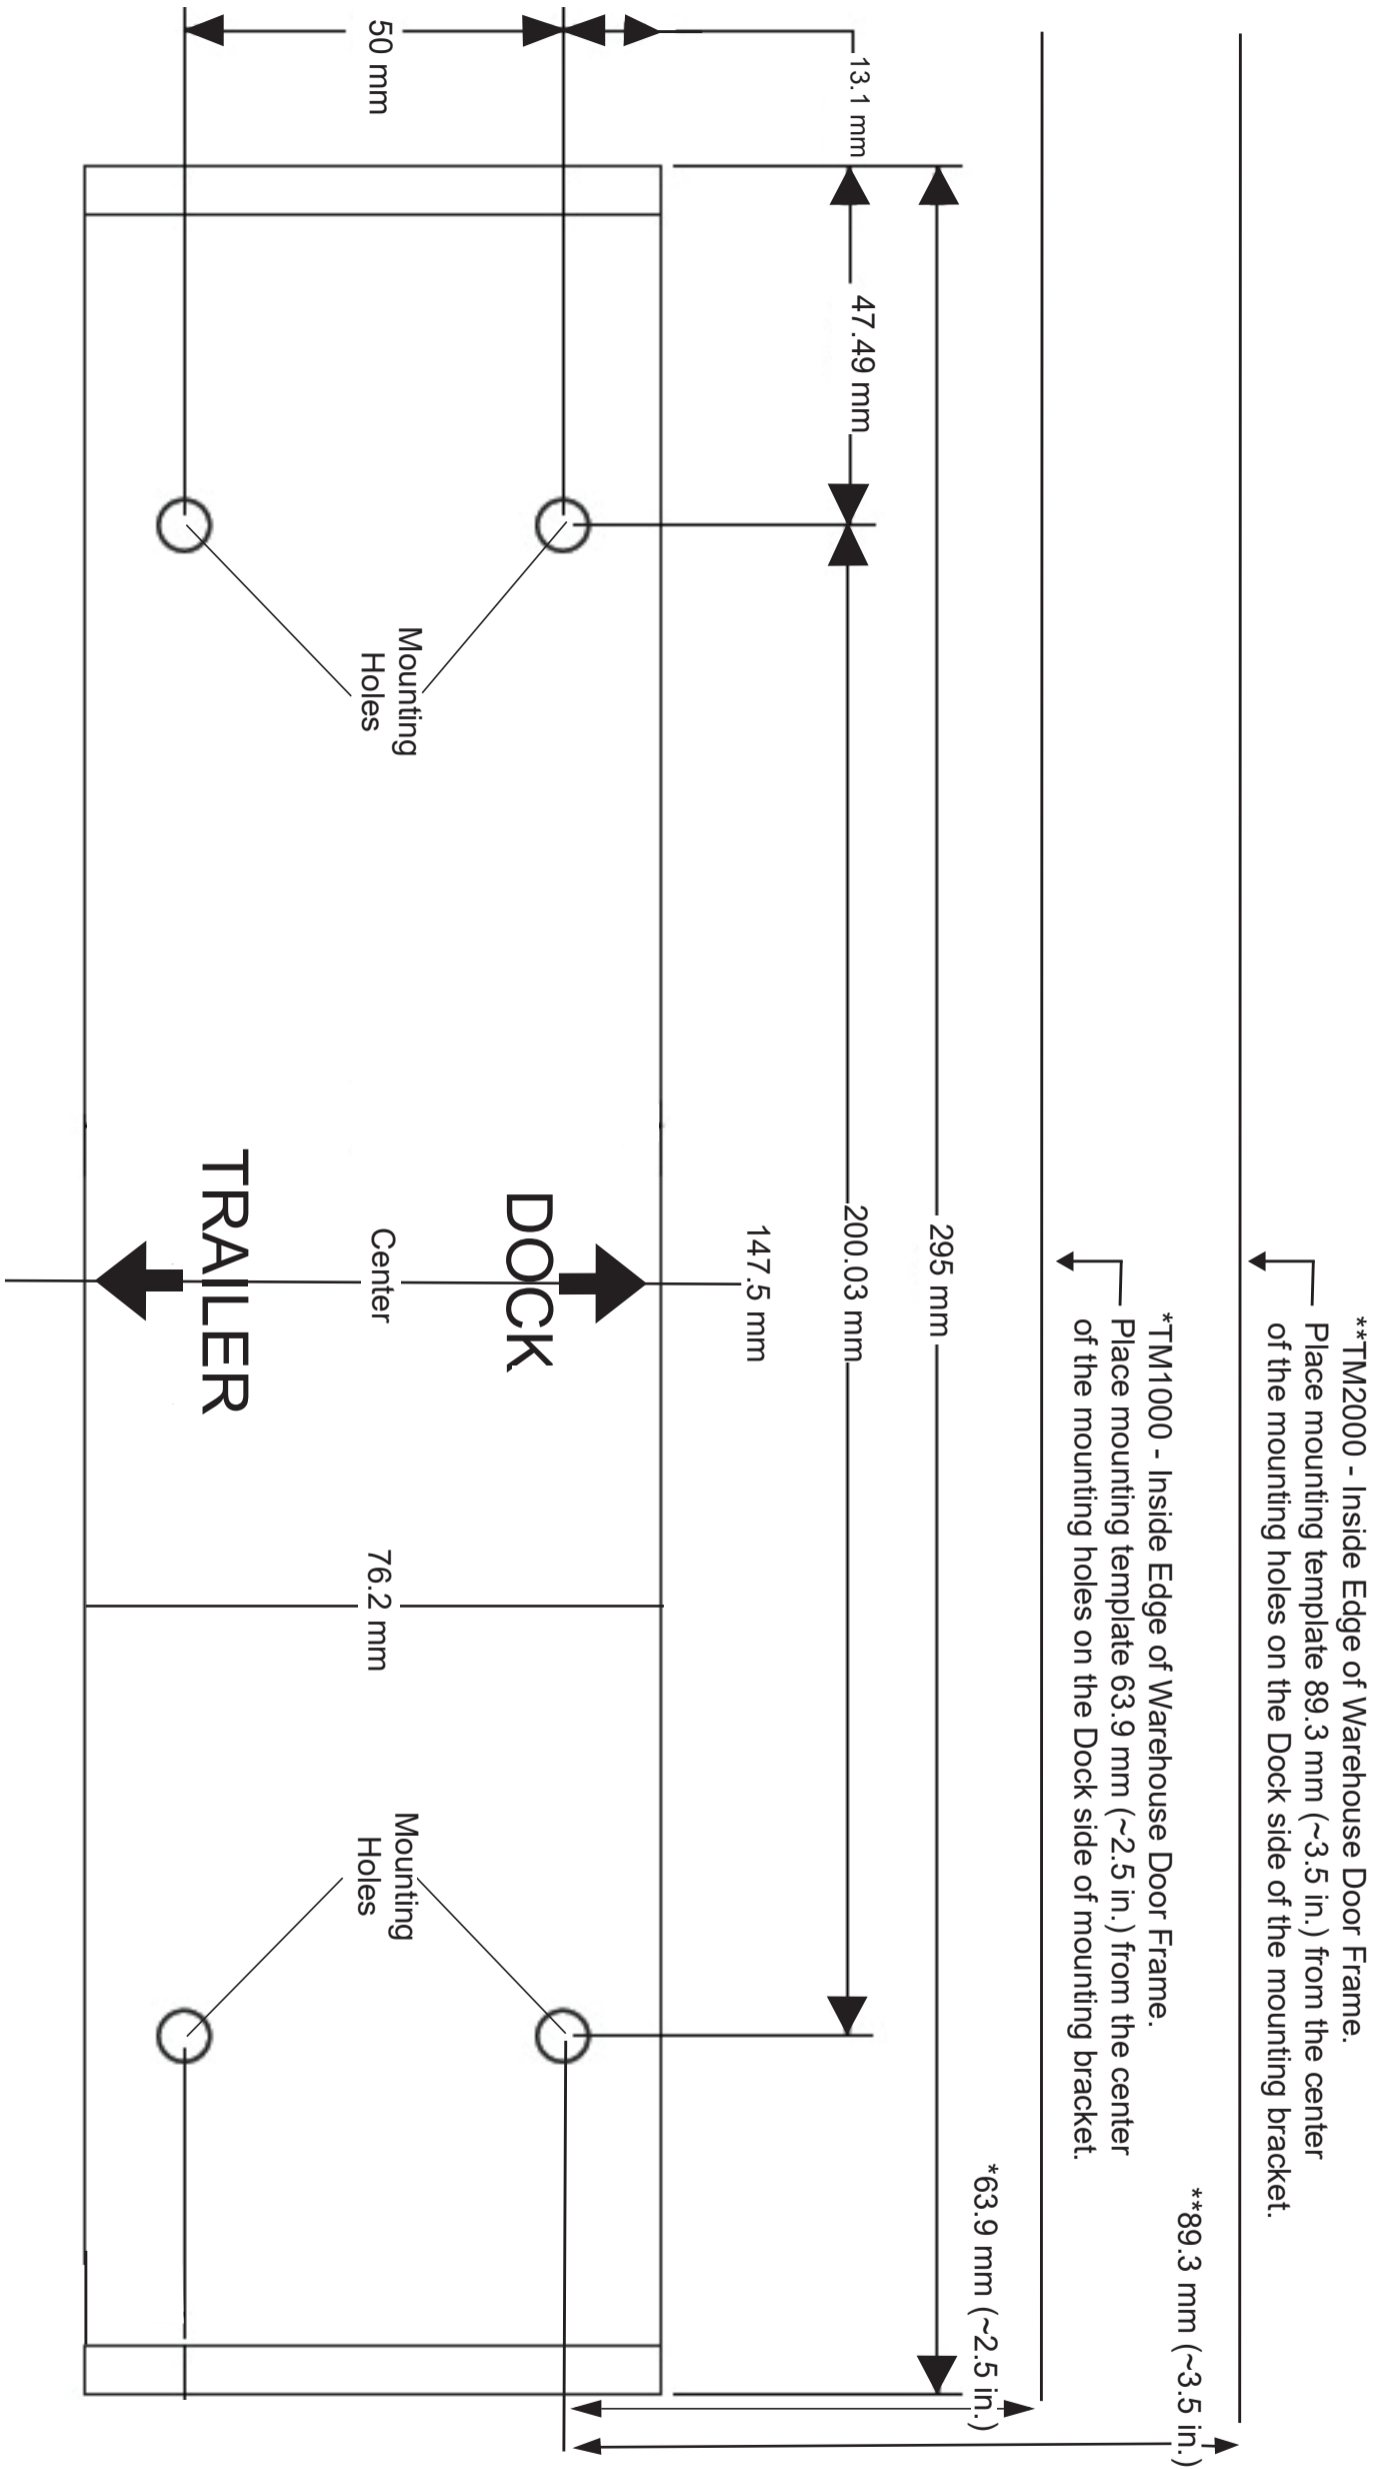 **TM2000 - Inside Edge of Warehouse Door Frame.
Place mounting template 89.3 mm (~3.5 in.) from the center
of the mounting holes on the Dock side of the mounting bracket.
**89.3 mm (~3.5 in.)
*TM1000 - Inside Edge of Warehouse Door Frame.
Place mounting template 63.9 mm (~2.5 in.) from the center
of the mounting holes on the Dock side of mounting bracket.
*63.9 mm (~2.5 in.)
295 mm
13.1 mm
47.49 mm
200.03 mm
147.5 mm
DOCK
Mounting
Holes
Center
76.2 mm
Mounting
Holes
50 mm
TRAILER